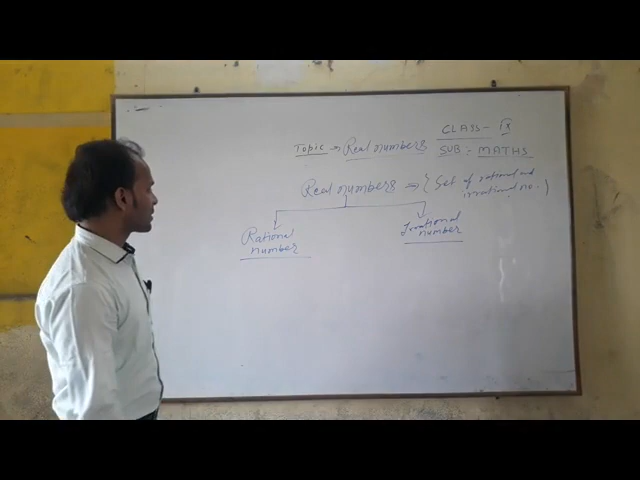 CLASS - IX
Topic → Real numbers
SUB : MATHS
Real numbers ⇒ { Set of rational and
irrational no. }
Rational
number
Irrational
number